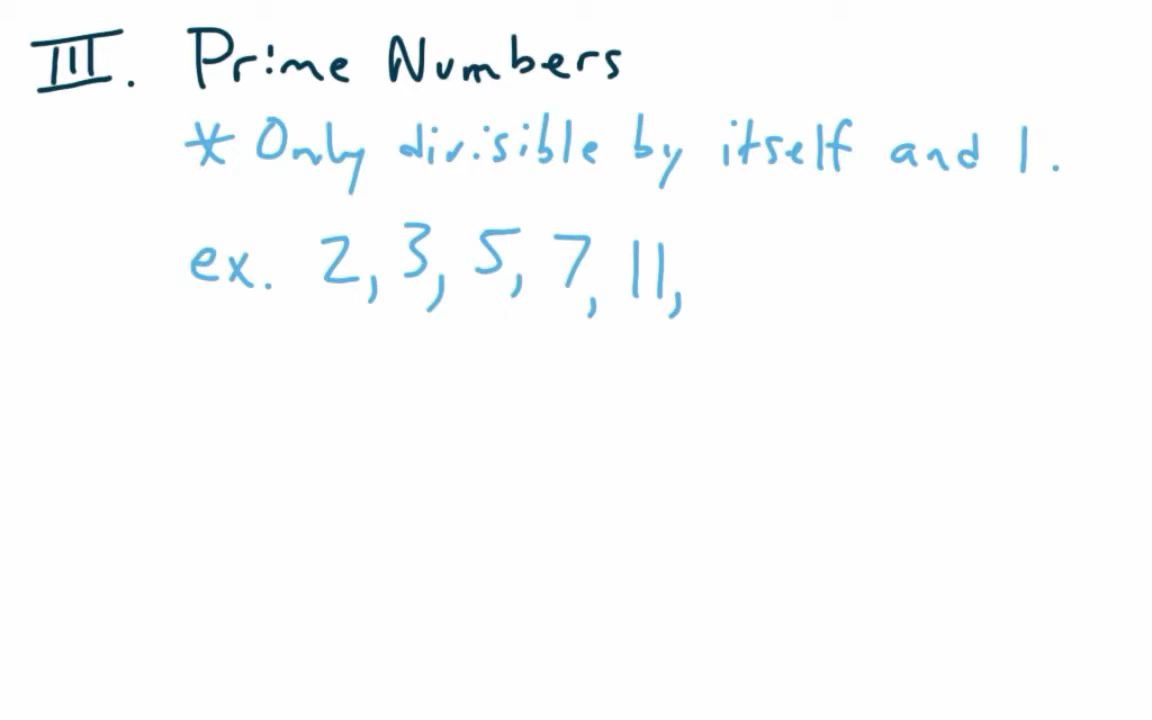 III. Prime Numbers
* Only divisible by itself and 1.
ex. 2, 3, 5, 7, 11,